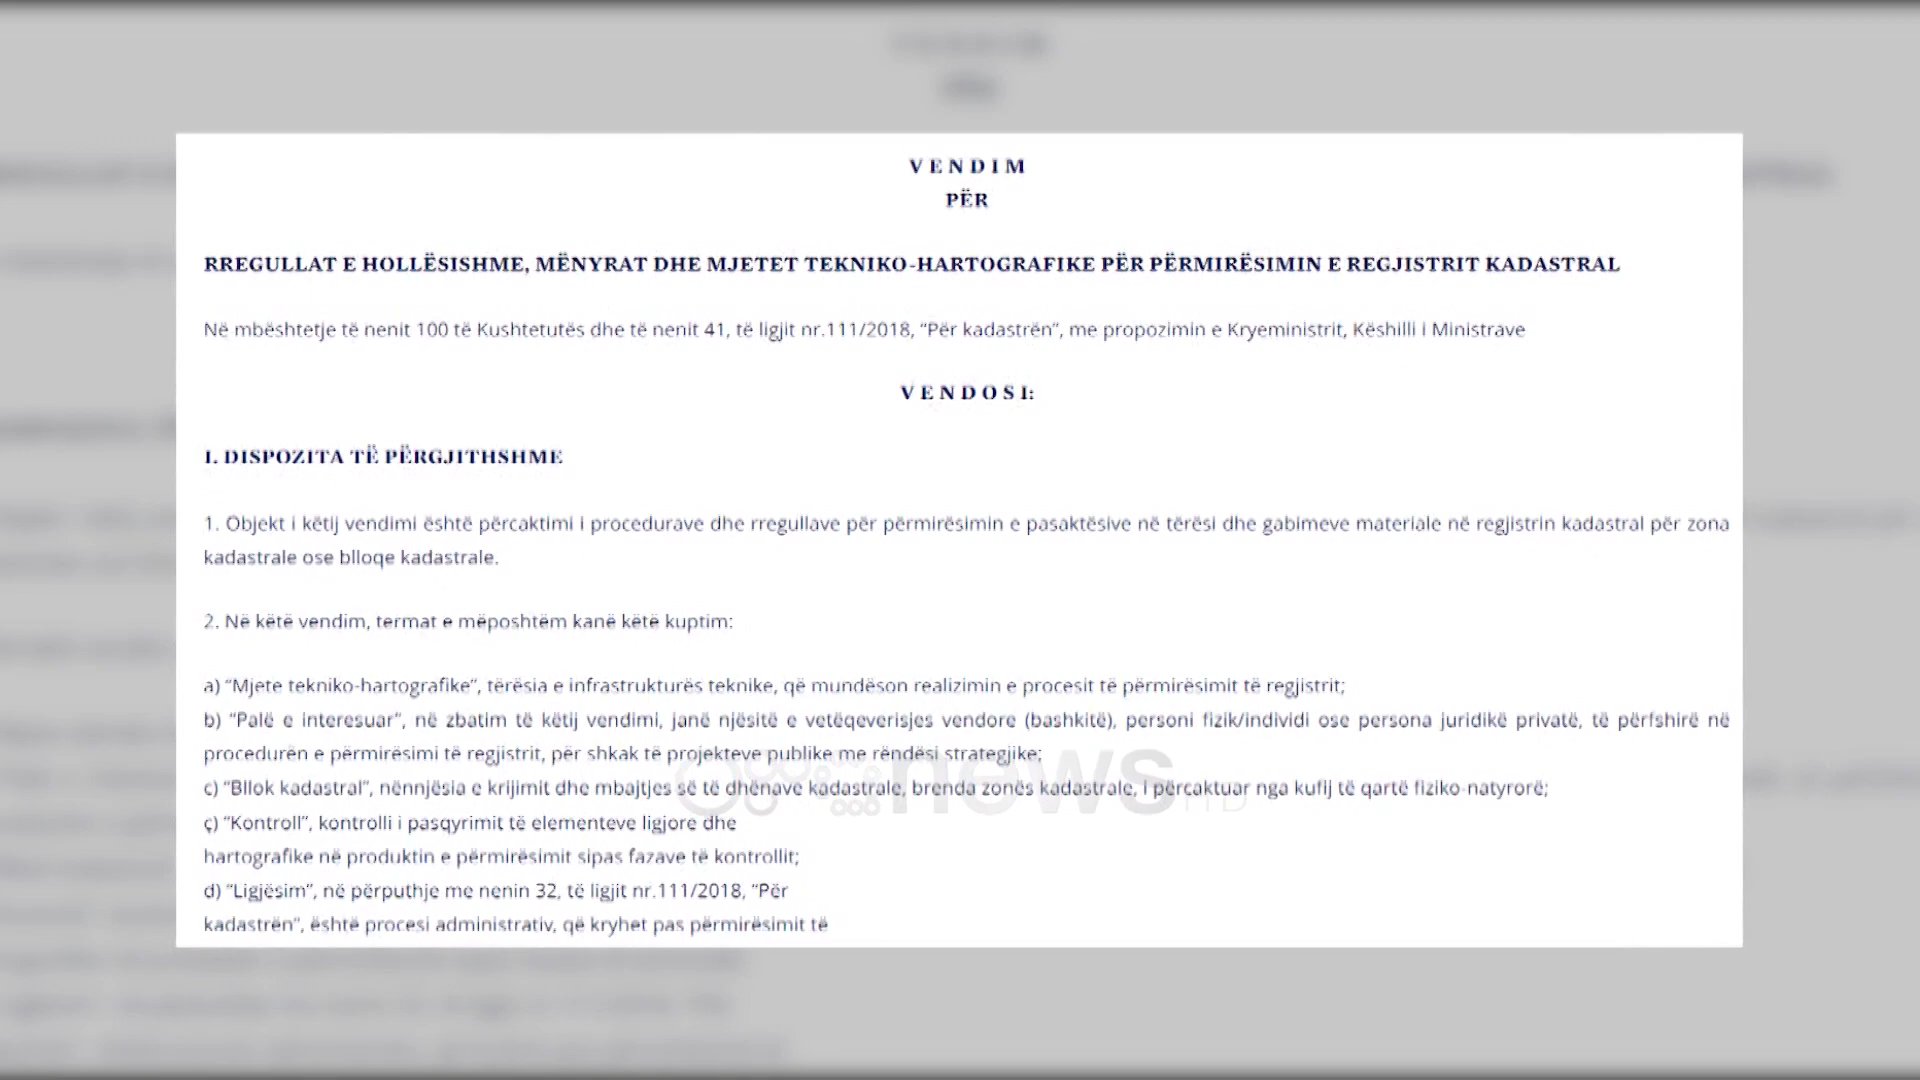 VENDIM
PËR
RREGULLAT E HOLLËSISHME, MËNYRAT DHE MJETET TEKNIKO-HARTOGRAFIKE PËR PËRMIRËSIMIN E REGJISTRIT KADASTRAL
Në mbështetje të nenit 100 të Kushtetutës dhe të nenit 41, të ligjit nr.111/2018, “Për kadastrën”, me propozimin e Kryeministrit, Këshilli i Ministrave
VENDOSI:
I. DISPOZITA TË PËRGJITHSHME
1. Objekt i këtij vendimi është përcaktimi i procedurave dhe rregullave për përmirësimin e pasaktësive në tërësi dhe gabimeve materiale në regjistrin kadastral për zona
kadastrale ose blloqe kadastrale.
2. Në këtë vendim, termat e mëposhtëm kanë këtë kuptim:
a) “Mjete tekniko-hartografike”, tërësia e infrastrukturës teknike, që mundëson realizimin e procesit të përmirësimit të regjistrit;
b) “Palë e interesuar”, në zbatim të këtij vendimi, janë njësitë e vetëqeverisjes vendore (bashkitë), personi fizik/individi ose persona juridikë privatë, të përfshirë në
procedurën e përmirësimi të regjistrit, për shkak të projekteve publike me rëndësi strategjike;
c) “Bllok kadastral”, nënnjësia e krijimit dhe mbajtjes së të dhënave kadastrale, brenda zonës kadastrale, i përcaktuar nga kufij të qartë fiziko-natyrorë;
ç) “Kontroll”, kontrolli i pasqyrimit të elementeve ligjore dhe
hartografike në produktin e përmirësimit sipas fazave të kontrollit;
d) “Ligjësim”, në përputhje me nenin 32, të ligjit nr.111/2018, “Për
kadastrën”, është procesi administrativ, që kryhet pas përmirësimit të
news HD